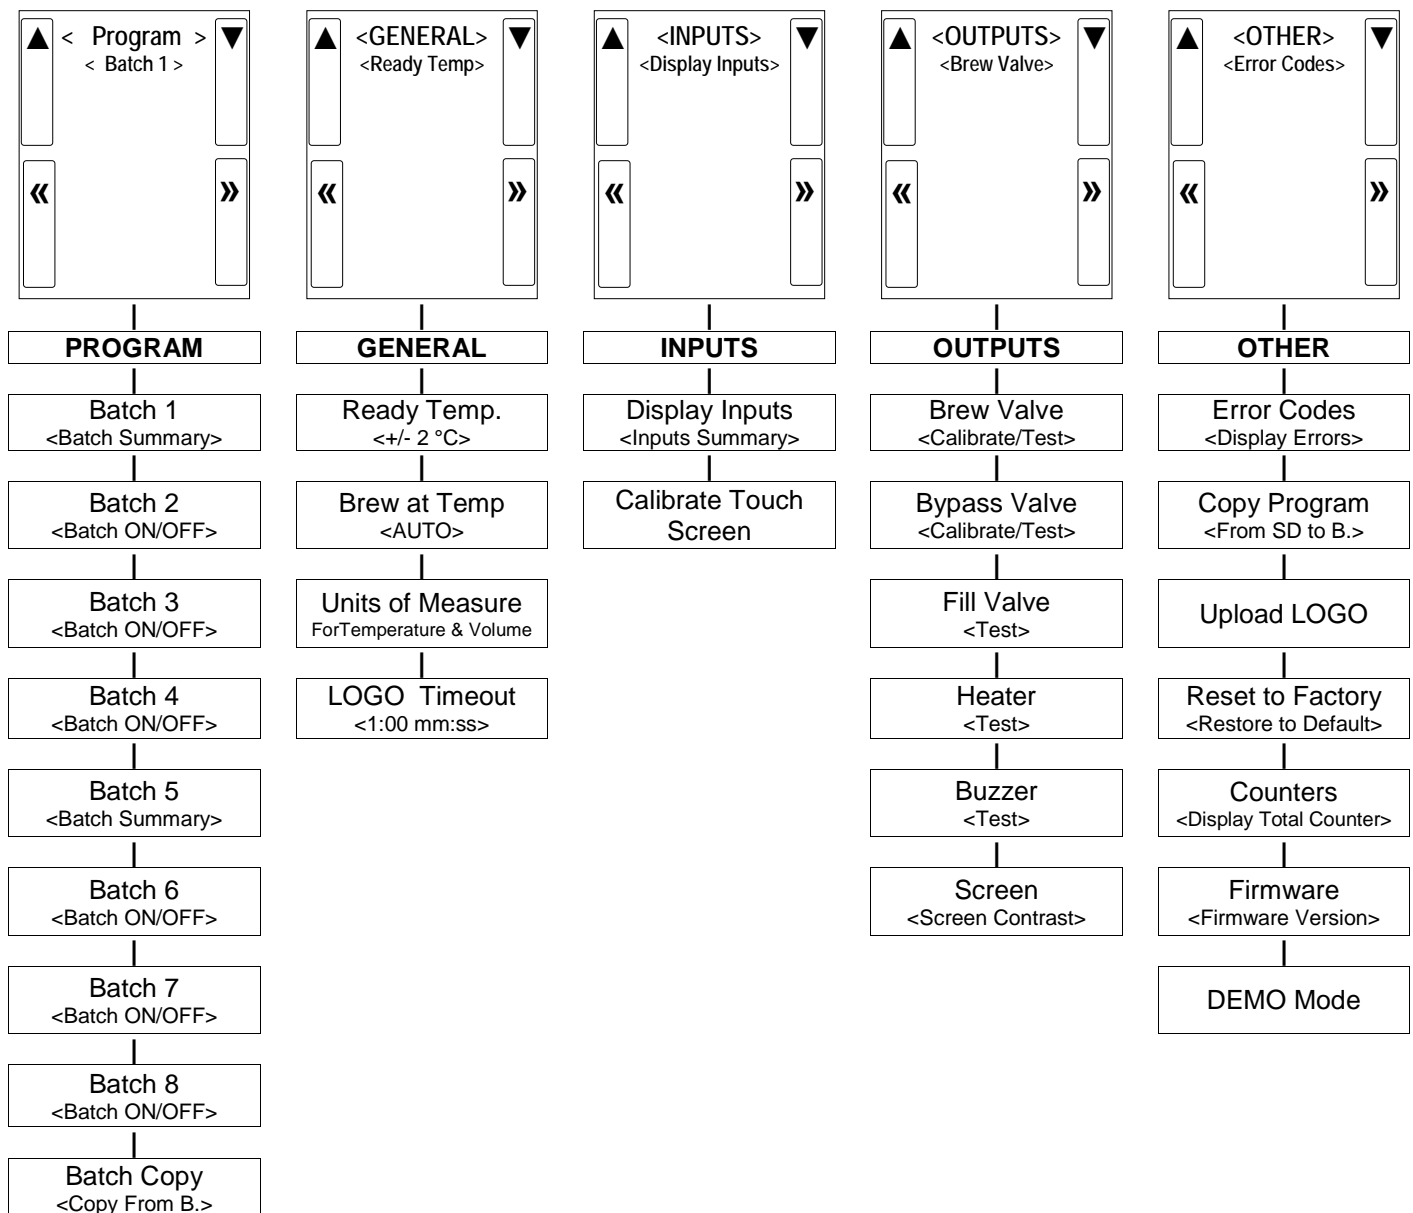 ▲ < Program > ▼
< Batch 1 >
« »
PROGRAM
Batch 1
<Batch Summary>
Batch 2
<Batch ON/OFF>
Batch 3
<Batch ON/OFF>
Batch 4
<Batch ON/OFF>
Batch 5
<Batch Summary>
Batch 6
<Batch ON/OFF>
Batch 7
<Batch ON/OFF>
Batch 8
<Batch ON/OFF>
Batch Copy
<Copy From B.>
▲ <GENERAL> ▼
<Ready Temp>
« »
GENERAL
Ready Temp.
<+/- 2 °C>
Brew at Temp
<AUTO>
Units of Measure
ForTemperature & Volume
LOGO Timeout
<1:00 mm:ss>
▲ <INPUTS> ▼
<Display Inputs>
« »
INPUTS
Display Inputs
<Inputs Summary>
Calibrate Touch
Screen
▲ <OUTPUTS> ▼
<Brew Valve>
« »
OUTPUTS
Brew Valve
<Calibrate/Test>
Bypass Valve
<Calibrate/Test>
Fill Valve
<Test>
Heater
<Test>
Buzzer
<Test>
Screen
<Screen Contrast>
▲ <OTHER> ▼
<Error Codes>
« »
OTHER
Error Codes
<Display Errors>
Copy Program
<From SD to B.>
Upload LOGO
Reset to Factory
<Restore to Default>
Counters
<Display Total Counter>
Firmware
<Firmware Version>
DEMO Mode